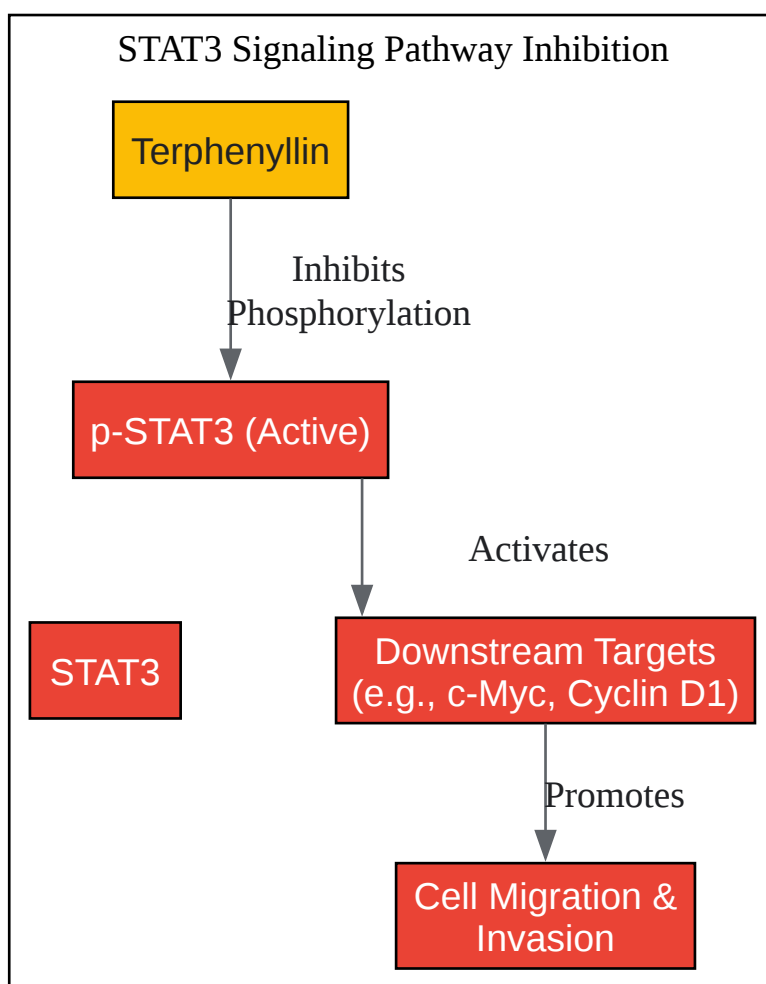 STAT3 Signaling Pathway Inhibition
Terphenyllin
Inhibits
Phosphorylation
p-STAT3 (Active)
Activates
STAT3
Downstream Targets
(e.g., c-Myc, Cyclin D1)
Promotes
Cell Migration &
Invasion